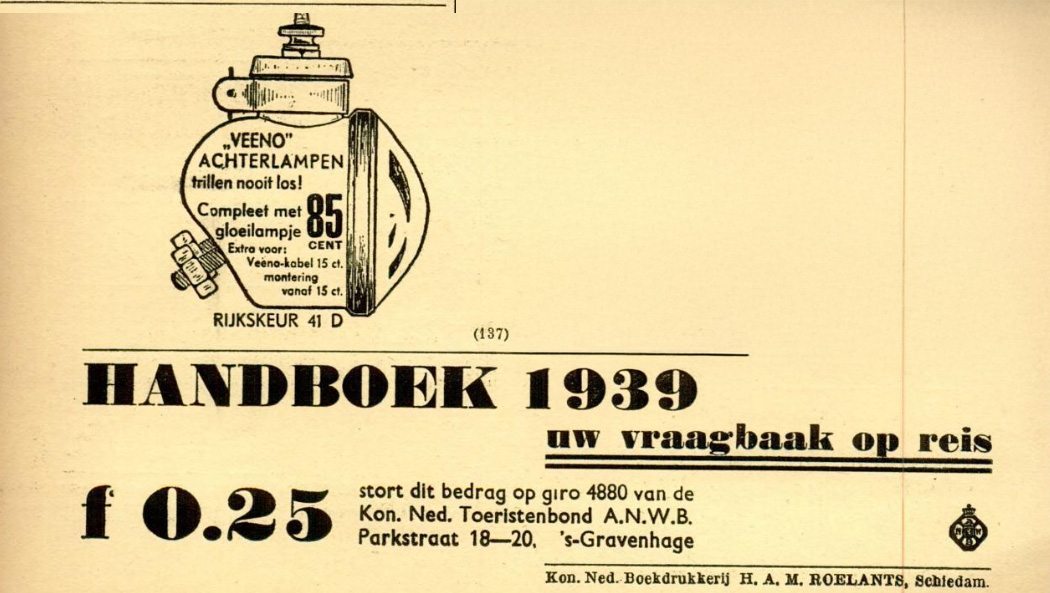 „VEENO”
ACHTERLAMPEN
trillen nooit los!
Compleet met 85
gloeilampje CENT
Extra voor:
Veeno-kabel 15 ct.
montering
vanaf 15 ct.
RIJKSKEUR 41 D
(137)
HANDBOEK 1939
uw vraagbaak op reis
f 0.25
stort dit bedrag op giro 4880 van de
Kon. Ned. Toeristenbond A.N.W.B.
Parkstraat 18—20, 's-Gravenhage
Kon. Ned. Boekdrukkerij H. A. M. ROELANTS, Schiedam.